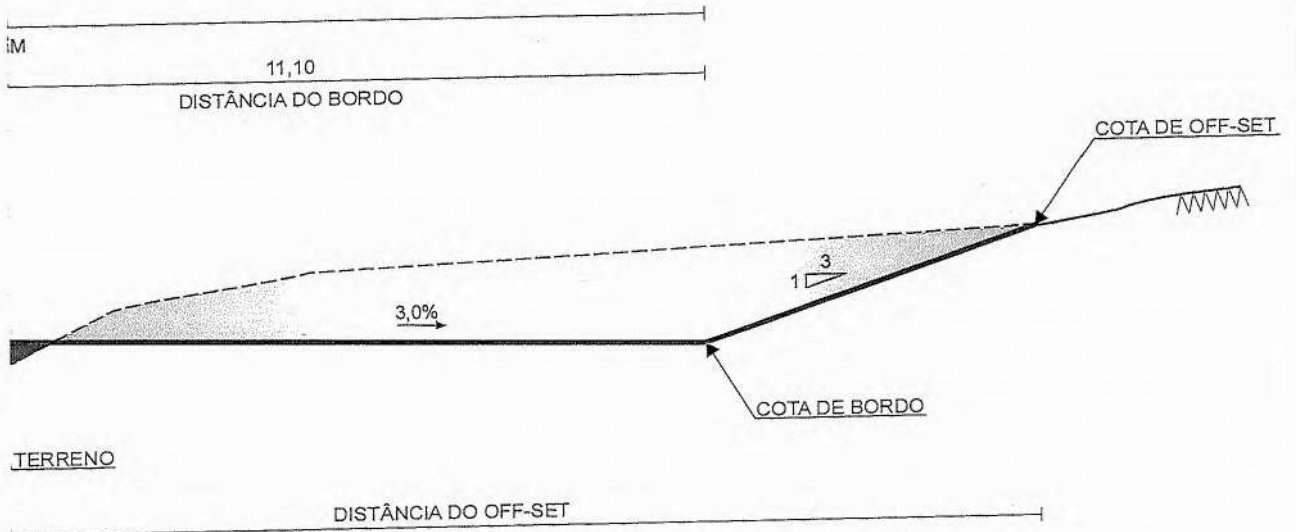 M
11,10
DISTÂNCIA DO BORDO
COTA DE OFF-SET
3
1
3,0%
COTA DE BORDO
TERRENO
DISTÂNCIA DO OFF-SET